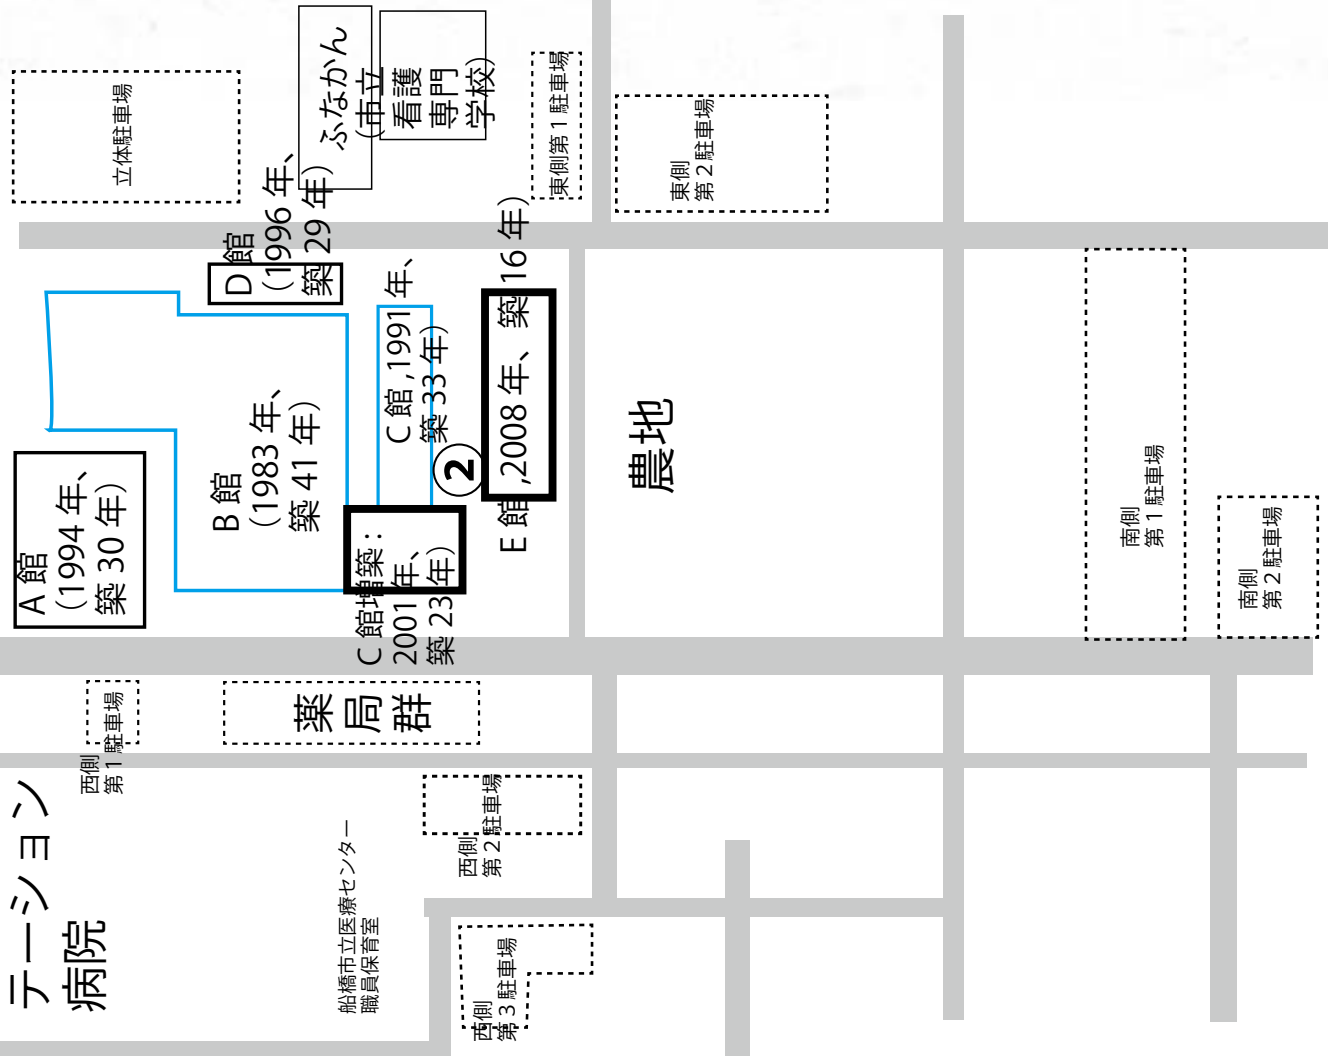 立体駐車場
ふなかん
(市立
看護
専門
学校)
東側第1駐車場
東側
第2駐車場
D館
(1996年、
築29年)
A館
(1994年、
築30年)
B館
(1983年、
築41年)
C館,1991年、
築33年)
②
E館,2008年、築16年)
C館増築：
2001年、
築23年)
農地
南側
第1駐車場
南側
第2駐車場
西側
第1駐車場
薬局群
西側
第2駐車場
テーション
病院
船橋市立医療センター
職員保育室
西側
第3駐車場